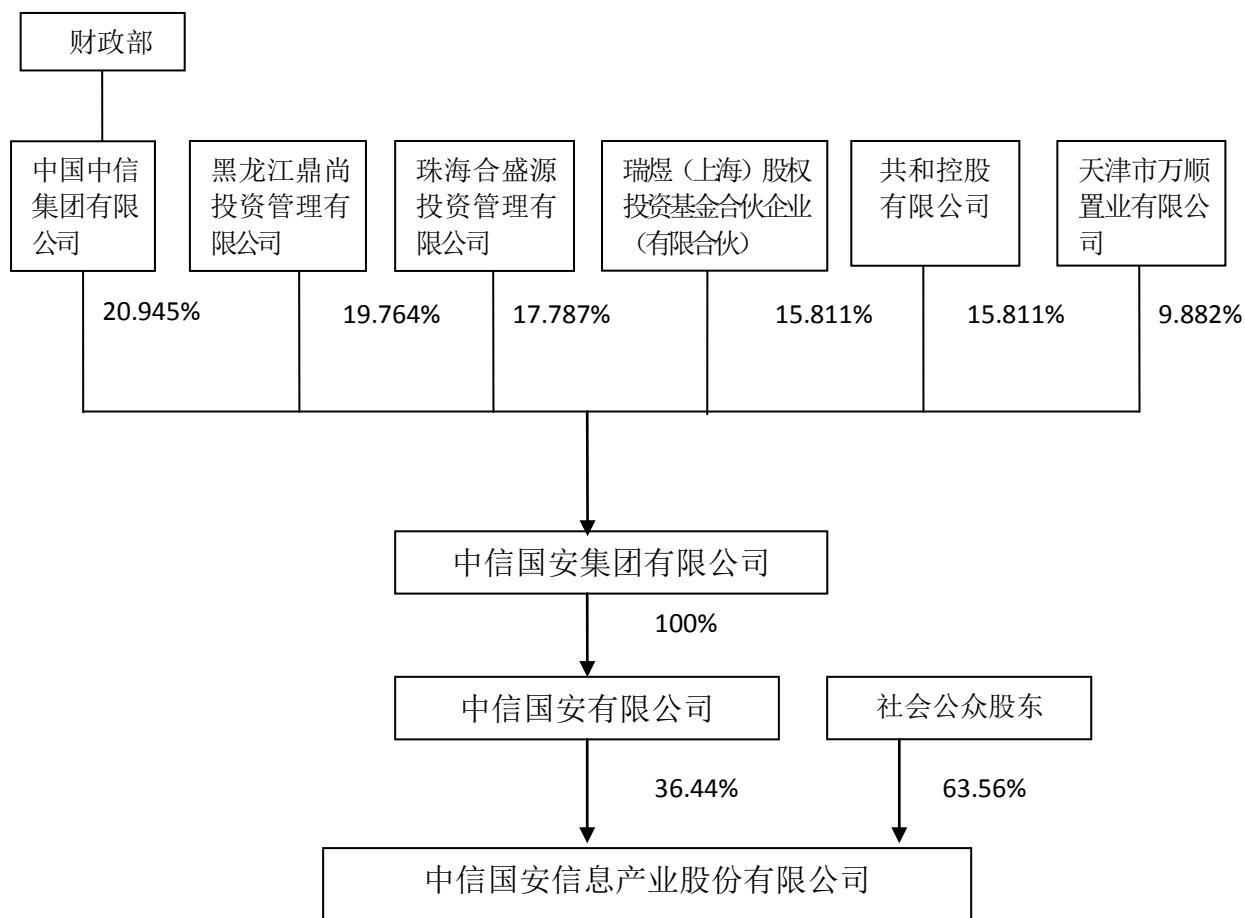 财政部
中国中信
集团有限
公司
黑龙江鼎尚
投资管理有
限公司
珠海合盛源
投资管理有
限公司
瑞煜（上海）股权
投资基金合伙企业
（有限合伙）
共和控股
有限公司
天津市万顺
置业有限公
司
20.945%
19.764%
17.787%
15.811%
15.811%
9.882%
中信国安集团有限公司
100%
中信国安有限公司
社会公众股东
36.44%
63.56%
中信国安信息产业股份有限公司